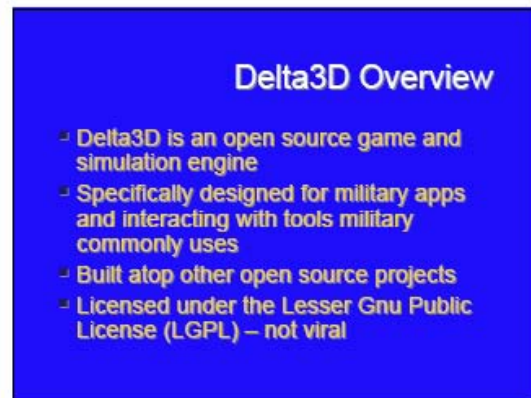 Delta3D Overview
▪ Delta3D is an open source game and
simulation engine
▪ Specifically designed for military apps
and interacting with tools military
commonly uses
▪ Built atop other open source projects
▪ Licensed under the Lesser Gnu Public
License (LGPL) – not viral